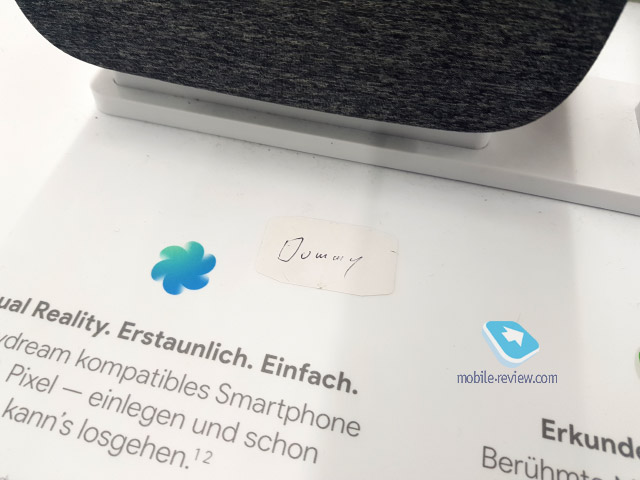 Dummy
ual Reality. Erstaunlich. Einfach.
ydream kompatibles Smartphone
Pixel — einlegen und schon
kann's losgehen.¹²
mobile-review.com
Erkunde
Berühmte M